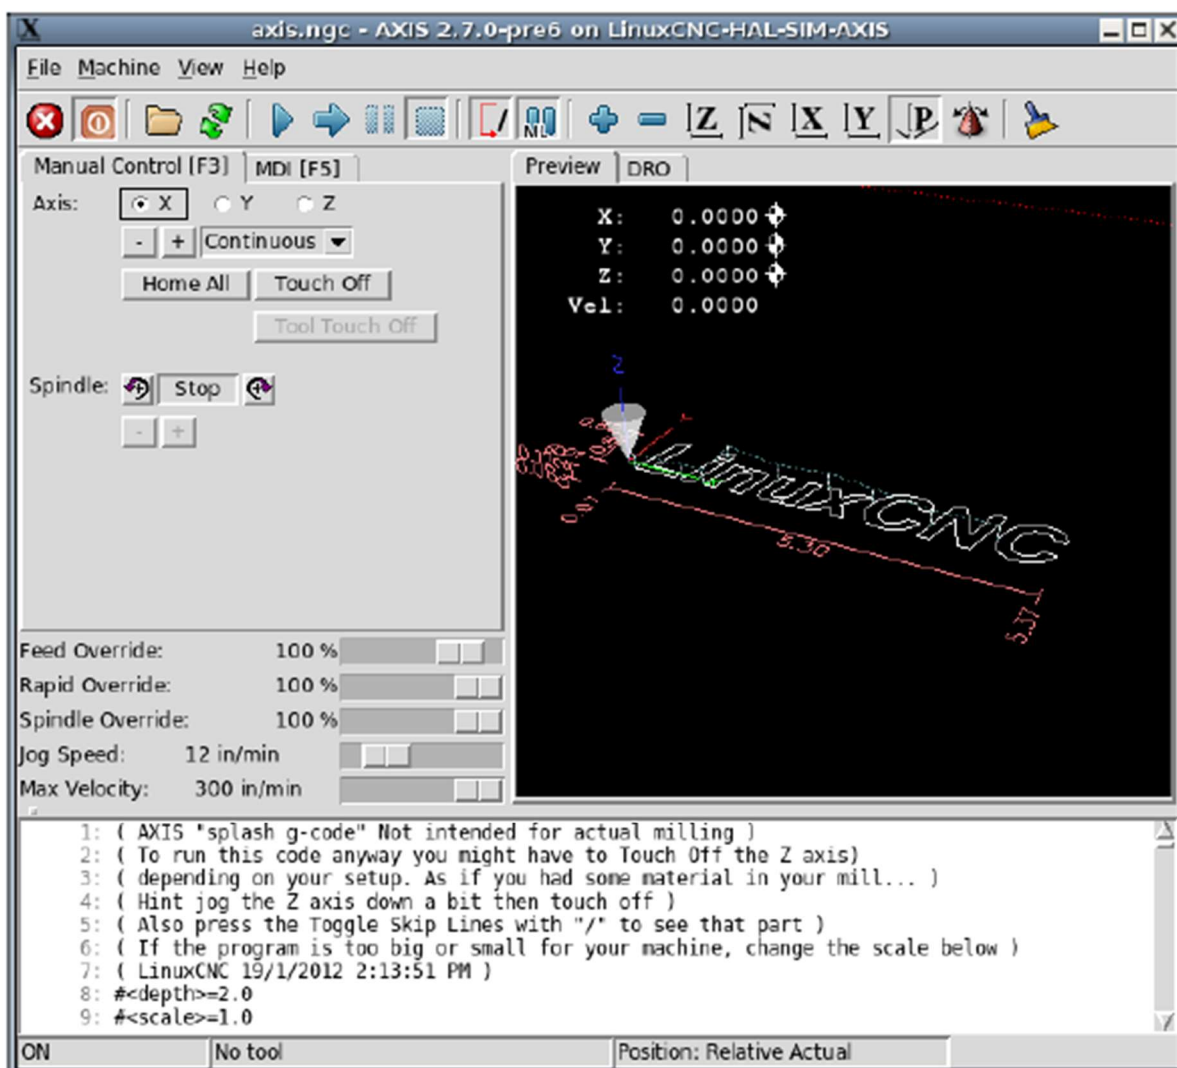 axis.ngc - AXIS 2.7.0-pre6 on LinuxCNC-HAL-SIM-AXIS
File Machine View Help
Z N X Y P
Manual Control [F3] MDI [F5]
Preview DRO
Axis: X Y Z
- + Continuous
Home All Touch Off
Tool Touch Off
Spindle: Stop
- +
X: 0.0000
Y: 0.0000
Z: 0.0000
Vel: 0.0000
Z
LinuxCNC
5.30
5.37
Feed Override: 100 %
Rapid Override: 100 %
Spindle Override: 100 %
Jog Speed: 12 in/min
Max Velocity: 300 in/min
1: ( AXIS "splash g-code" Not intended for actual milling )
2: ( To run this code anyway you might have to Touch Off the Z axis)
3: ( depending on your setup. As if you had some material in your mill... )
4: ( Hint jog the Z axis down a bit then touch off )
5: ( Also press the Toggle Skip Lines with "/" to see that part )
6: ( If the program is too big or small for your machine, change the scale below )
7: ( LinuxCNC 19/1/2012 2:13:51 PM )
8: #<depth>=2.0
9: #<scale>=1.0
ON No tool Position: Relative Actual